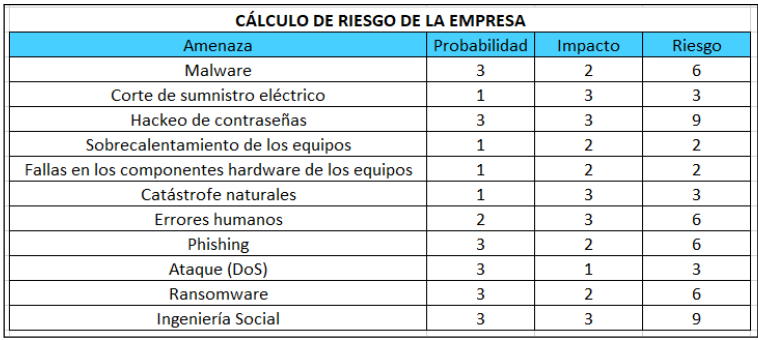 CÁLCULO DE RIESGO DE LA EMPRESA
Amenaza Probabilidad Impacto Riesgo
Malware 3 2 6
Corte de sumnistro eléctrico 1 3 3
Hackeo de contraseñas 3 3 9
Sobrecalentamiento de los equipos 1 2 2
Fallas en los componentes hardware de los equipos 1 2 2
Catástrofe naturales 1 3 3
Errores humanos 2 3 6
Phishing 3 2 6
Ataque (DoS) 3 1 3
Ransomware 3 2 6
Ingeniería Social 3 3 9